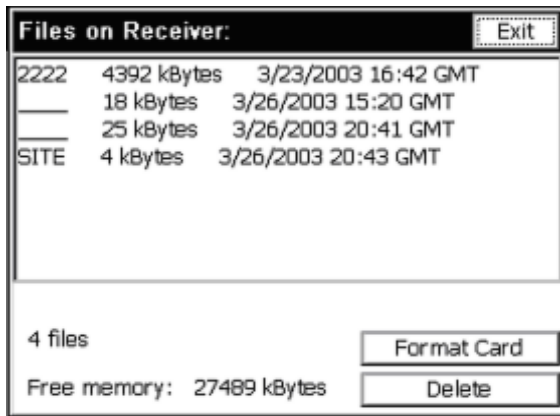 Files on Receiver: Exit
2222 4392 kBytes 3/23/2003 16:42 GMT
____ 18 kBytes 3/26/2003 15:20 GMT
____ 25 kBytes 3/26/2003 20:41 GMT
SITE 4 kBytes 3/26/2003 20:43 GMT
4 files
Format Card
Free memory: 27489 kBytes
Delete